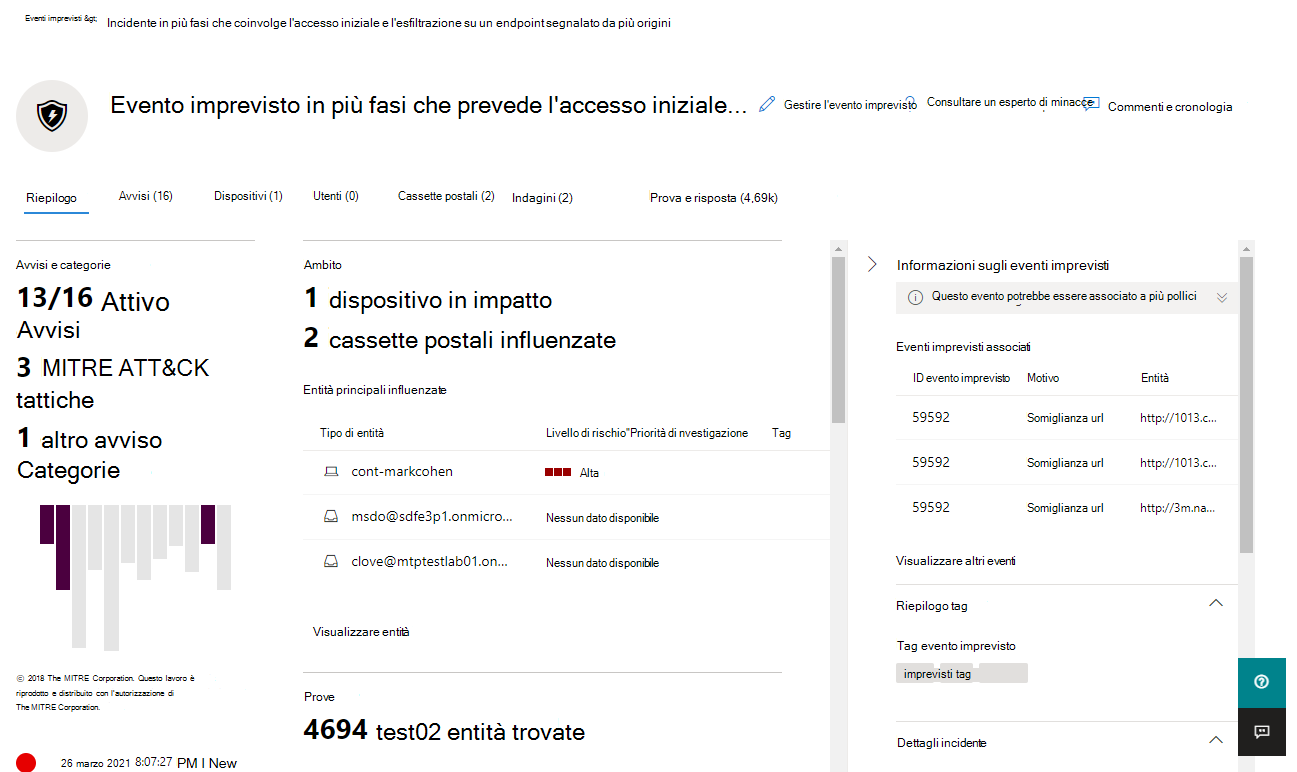 Eventi imprevisti &gt; Incidente in più fasi che coinvolge l'accesso iniziale e l'esfiltrazione su un endpoint segnalato da più origini
Evento imprevisto in più fasi che prevede l'accesso iniziale... Gestire l'evento imprevisto Consultare un esperto di minacce Commenti e cronologia
Riepilogo Avvisi (16) Dispositivi (1) Utenti (0) Cassette postali (2) Indagini (2) Prova e risposta (4,69k)
Avvisi e categorie
13/16 Attivo
Avvisi
3 MITRE ATT&CK
tattiche
1 altro avviso
Categorie
© 2018 The MITRE Corporation. Questo lavoro è
riprodotto e distribuito con l'autorizzazione di
The MITRE Corporation.
26 marzo 2021 8:07:27 PM I New
Ambito
1 dispositivo in impatto
2 cassette postali influenzate
Entità principali influenzate
Tipo di entità Livello di rischio"Priorità di nvestigazione Tag
cont-markcohen Alta
msdo@sdfe3p1.onmicro... Nessun dato disponibile
clove@mtptestlab01.on... Nessun dato disponibile
Visualizzare entità
Prove
4694 test02 entità trovate
Informazioni sugli eventi imprevisti
Questo evento potrebbe essere associato a più pollici
Eventi imprevisti associati
ID evento imprevisto Motivo Entità
59592 Somiglianza url http://1013.c...
59592 Somiglianza url http://1013.c...
59592 Somiglianza url http://3m.na...
Visualizzare altri eventi
Riepilogo tag
Tag evento imprevisto
imprevisti tag
Dettagli incidente